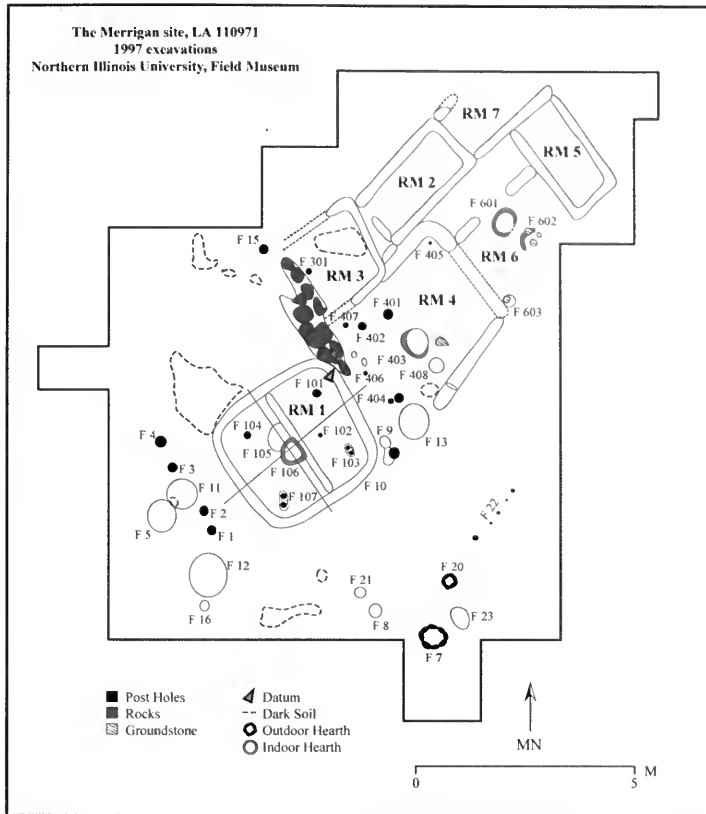 The Merrigan site, LA 110971
1997 excavations
Northern Illinois University, Field Museum
RM 7
RM 5
RM 2
F 601
F 602
F 15
F 405
RM 6
F 301
RM 3
RM 4
F 407
F 401
F 603
F 402
F 403
F 408
F 406
F 101
F 404
RM 1
F 104
F 102
F 9
F 13
F 4
F 105
F 103
F 3
F 106
F 10
F 11
F 107
F 2
F 22
F 5
F 1
F 12
F 20
F 21
F 23
F 16
F 8
F 7
Post Holes
Rocks
Groundstone
Datum
Dark Soil
Outdoor Hearth
Indoor Hearth
MN
M
0
5